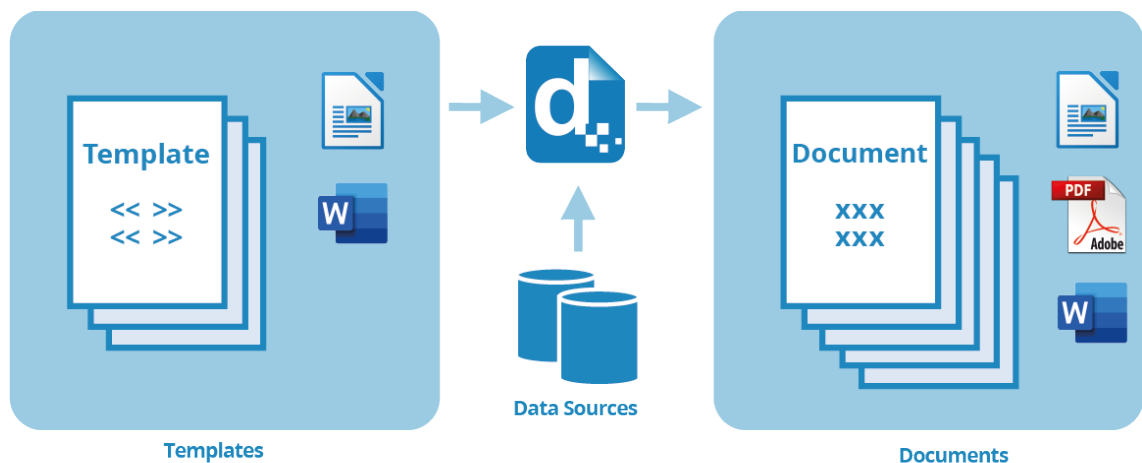 Template
<< >>
<< >>
W
Templates
d
Data Sources
Document
xxx
xxx
PDF
Adobe
W
Documents